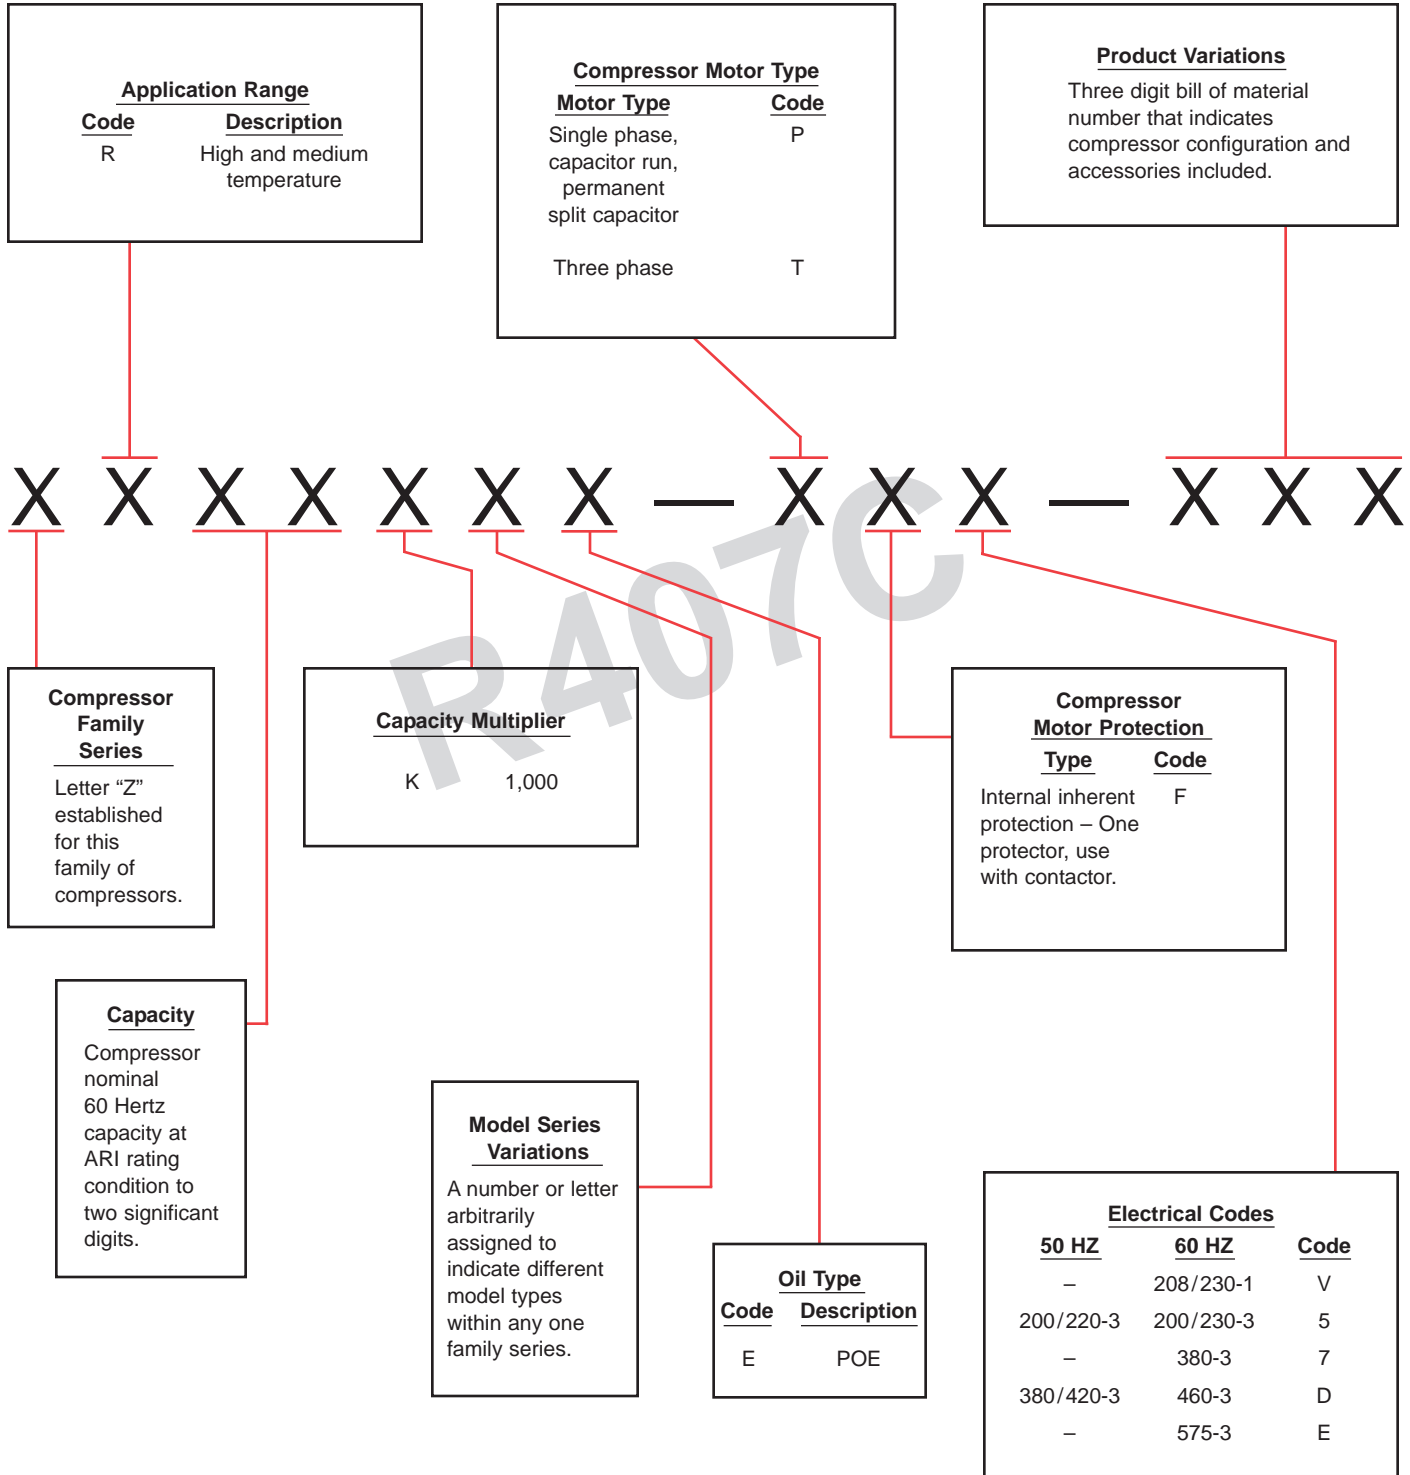 Application Range
Code Description
R High and medium
temperature
Compressor Motor Type
Motor Type Code
Single phase, P
capacitor run,
permanent
split capacitor
Three phase T
Product Variations
Three digit bill of material
number that indicates
compressor configuration and
accessories included.
X X X X X X X — X X X — X X X
R407C
Compressor
Family
Series
Letter “Z”
established
for this
family of
compressors.
Capacity Multiplier
K 1,000
Compressor
Motor Protection
Type Code
Internal inherent F
protection – One
protector, use
with contactor.
Capacity
Compressor
nominal
60 Hertz
capacity at
ARI rating
condition to
two significant
digits.
Model Series
Variations
A number or letter
arbitrarily
assigned to
indicate different
model types
within any one
family series.
Oil Type
Code Description
E POE
Electrical Codes
50 HZ 60 HZ Code
– 208/230-1 V
200/220-3 200/230-3 5
– 380-3 7
380/420-3 460-3 D
– 575-3 E